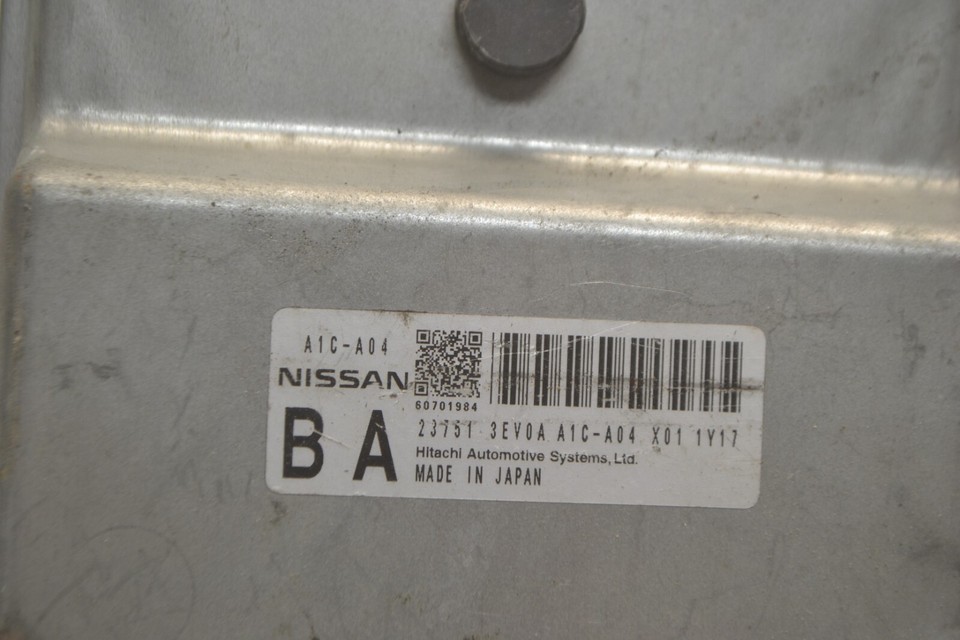 A1C-A04
NISSAN
60701984
BA
23751 3EV0A A1C-A04 X01 1Y17
Hitachi Automotive Systems, Ltd.
MADE IN JAPAN